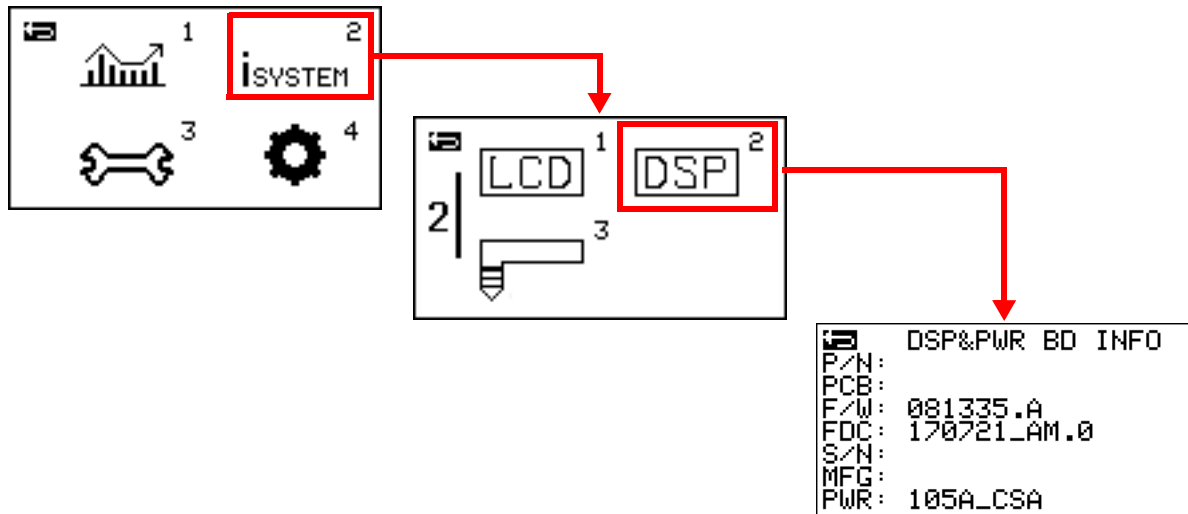 1
2
iSYSTEM
3
4
1
2
LCD
DSP
2
3
DSP&PWR BD INFO
P/N:
PCB:
F/W: 081335.A
FDC: 170721_AM.0
S/N:
MFG:
PWR: 105A_CSA